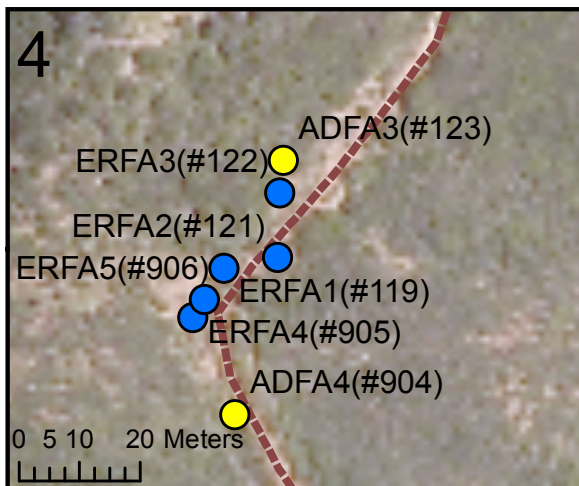 4
ADFA3(#123)
ERFA3(#122)
ERFA2(#121)
ERFA5(#906)
ERFA1(#119)
ERFA4(#905)
ADFA4(#904)
0 5 10 20 Meters